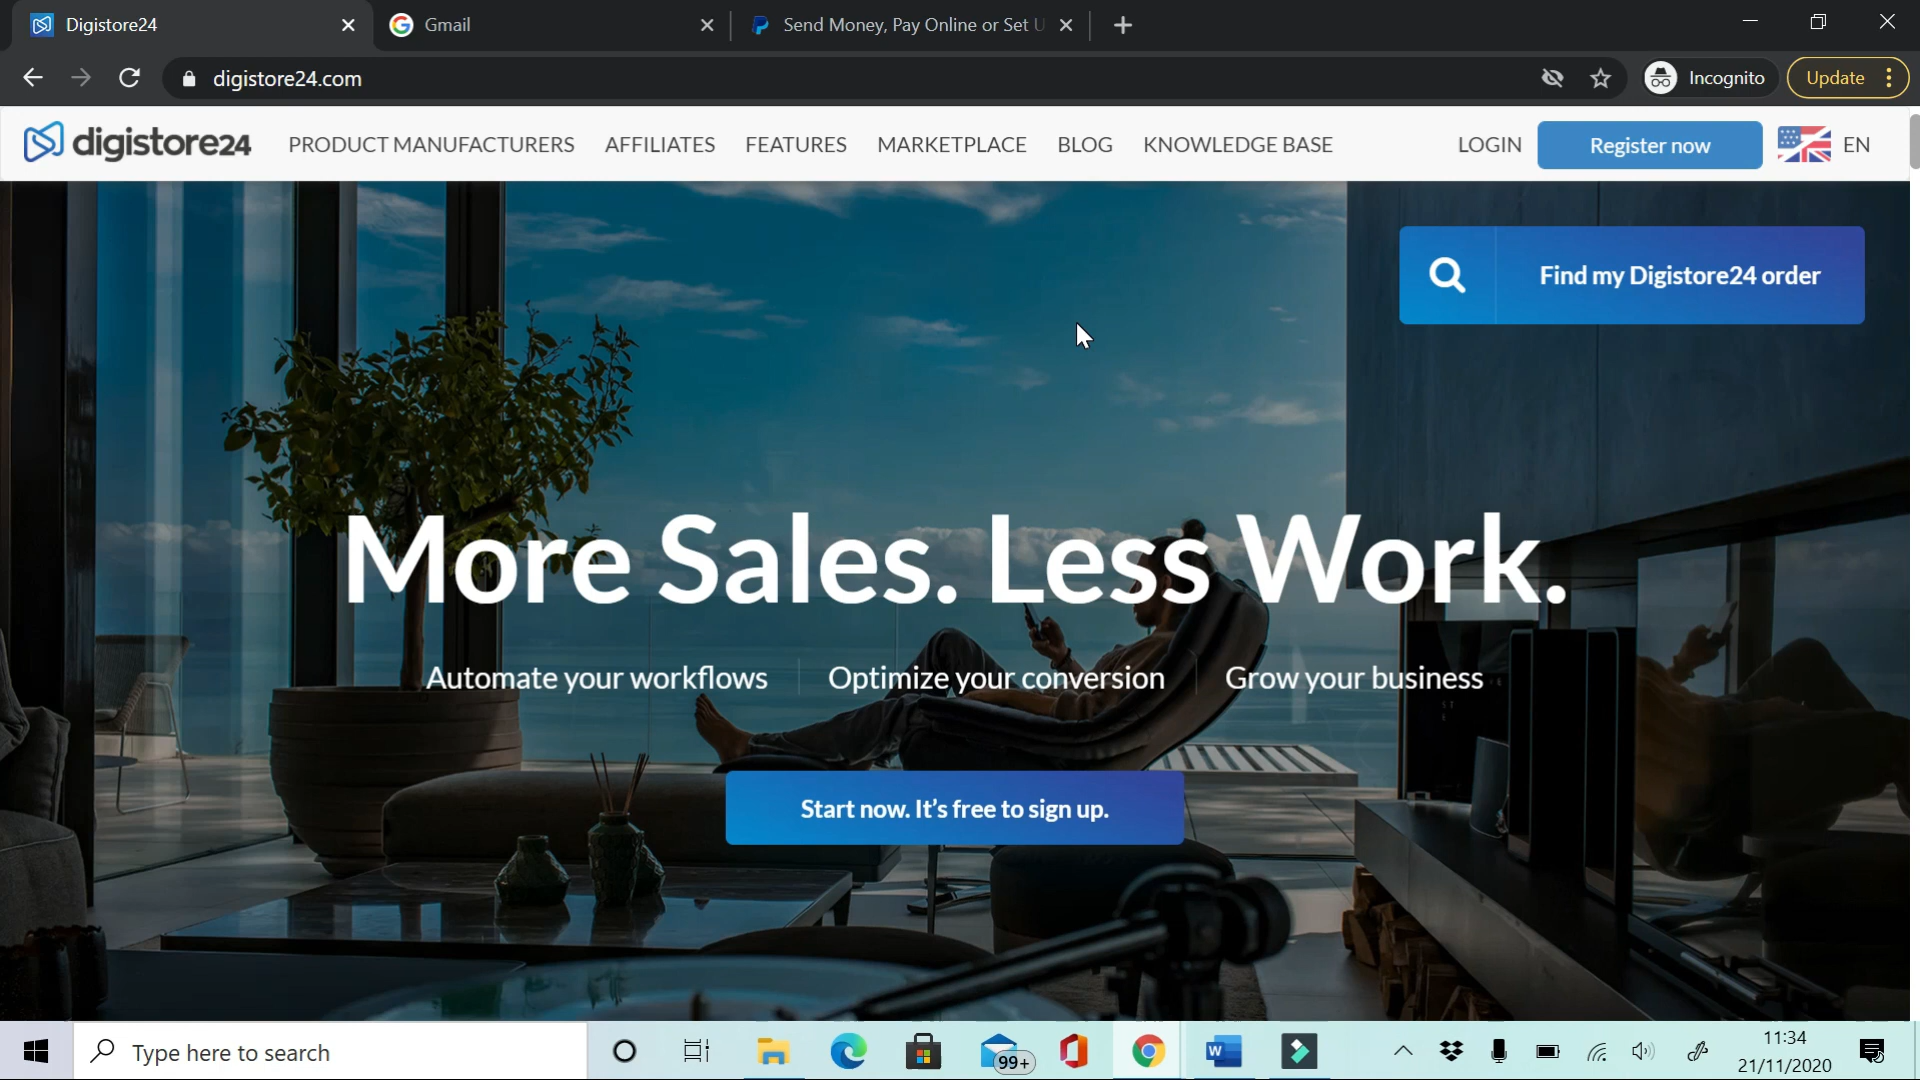 Digistore24
Gmail
Send Money, Pay Online or Set U
digistore24.com
Incognito
Update
digistore24
PRODUCT MANUFACTURERS
AFFILIATES
FEATURES
MARKETPLACE
BLOG
KNOWLEDGE BASE
LOGIN
Register now
EN
Find my Digistore24 order
More Sales. Less Work.
Automate your workflows
Optimize your conversion
Grow your business
Start now. It's free to sign up.
Type here to search
99+
11:34
21/11/2020